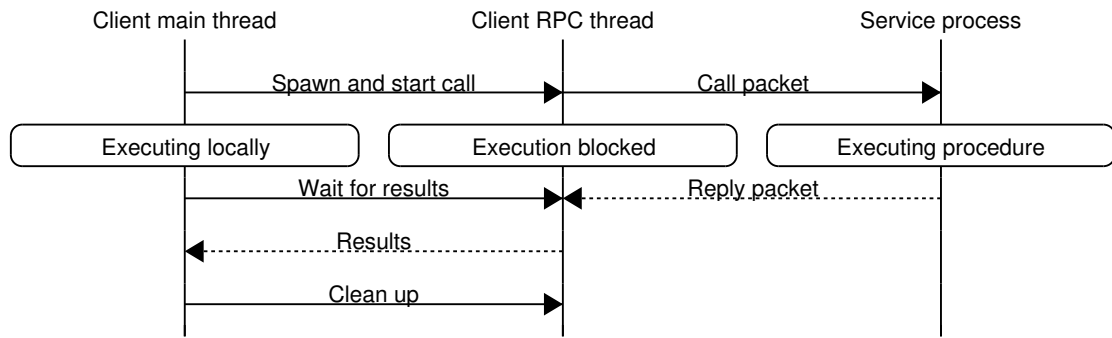 Client main thread
Client RPC thread
Service process
Spawn and start call
Call packet
Executing locally
Execution blocked
Executing procedure
Wait for results
Reply packet
Results
Clean up